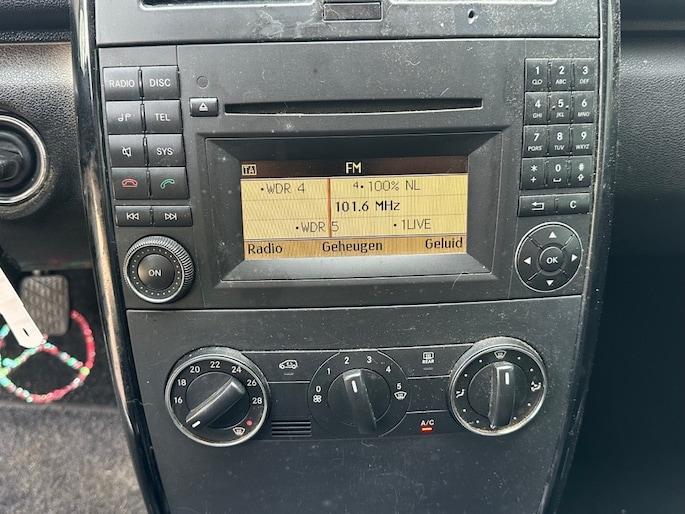 RADIO DISC
TEL
SYS
ON
TA FM
•WDR 4 4• 100% NL
101.6 MHz
•WDR 5 •1LIVE
Radio Geheugen Geluid
1 2 ABC 3 DEF
4 GHI 5 JKL 6 MNO
7 PQRS 8 TUV 9 WXYZ
* 0 #
+
C
OK
16 18 20 22 24 26 28
0 1 2 3 4 5
REAR
A/C